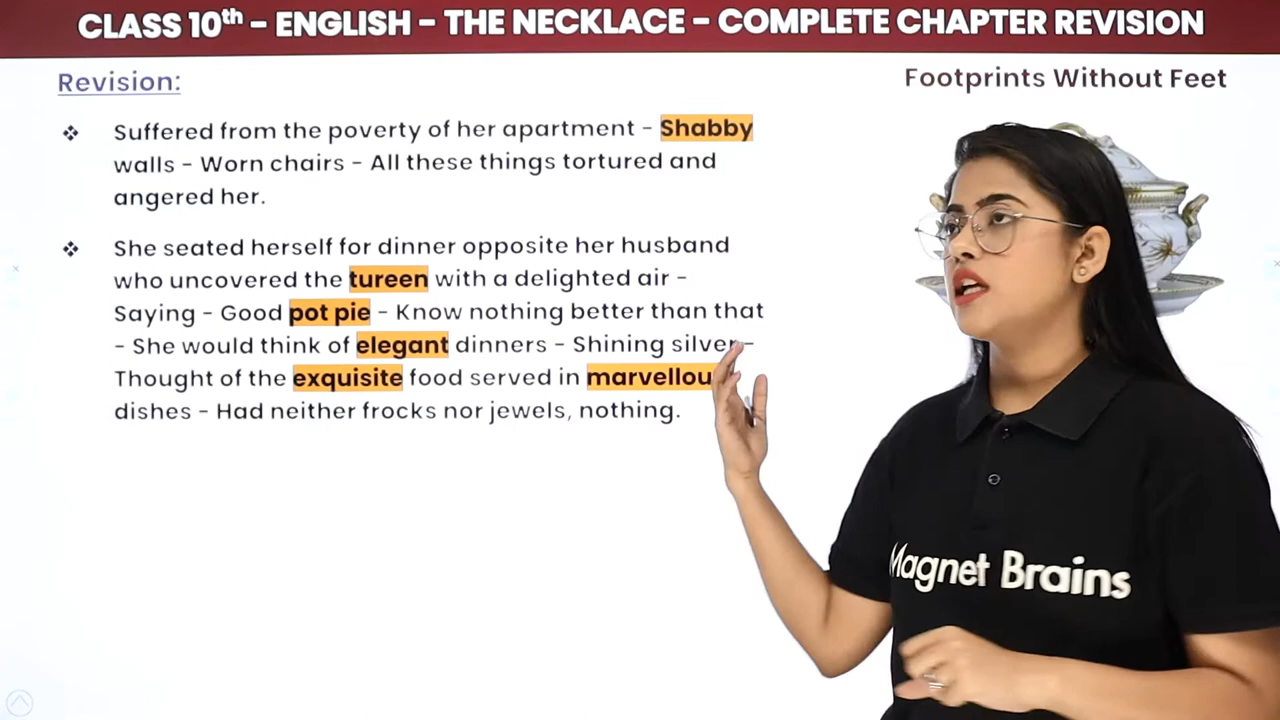 CLASS 10th – ENGLISH – THE NECKLACE – COMPLETE CHAPTER REVISION
Revision:
Footprints Without Feet
❖ Suffered from the poverty of her apartment – Shabby
walls – Worn chairs – All these things tortured and
angered her.
❖ She seated herself for dinner opposite her husband
who uncovered the tureen with a delighted air –
Saying – Good pot pie – Know nothing better than that
– She would think of elegant dinners – Shining silver –
Thought of the exquisite food served in marvellou
dishes – Had neither frocks nor jewels, nothing.
Magnet Brains